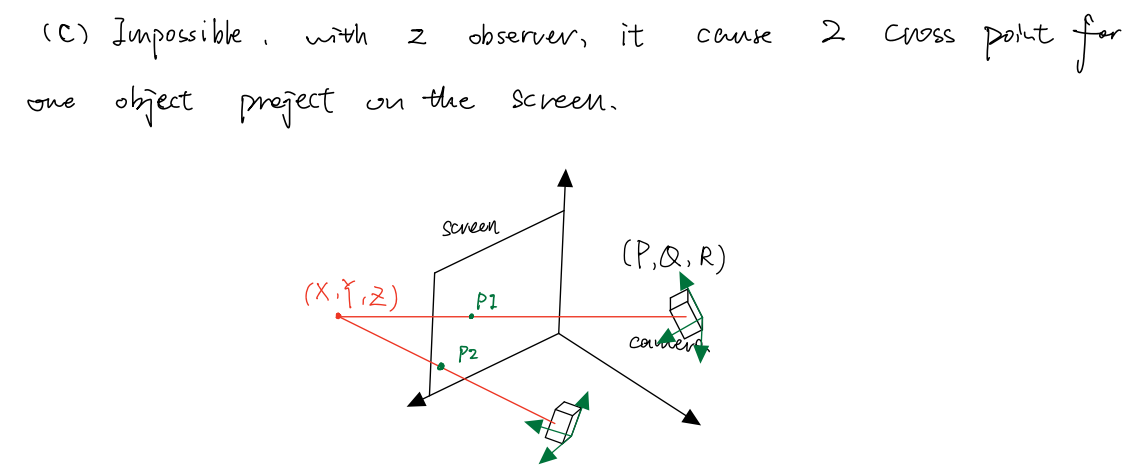 (C) Impossible. with 2 observer, it cause 2 cross point for
one object project on the screen.
screen
(P,Q,R)
(X,Y,Z)
P1
camera
P2